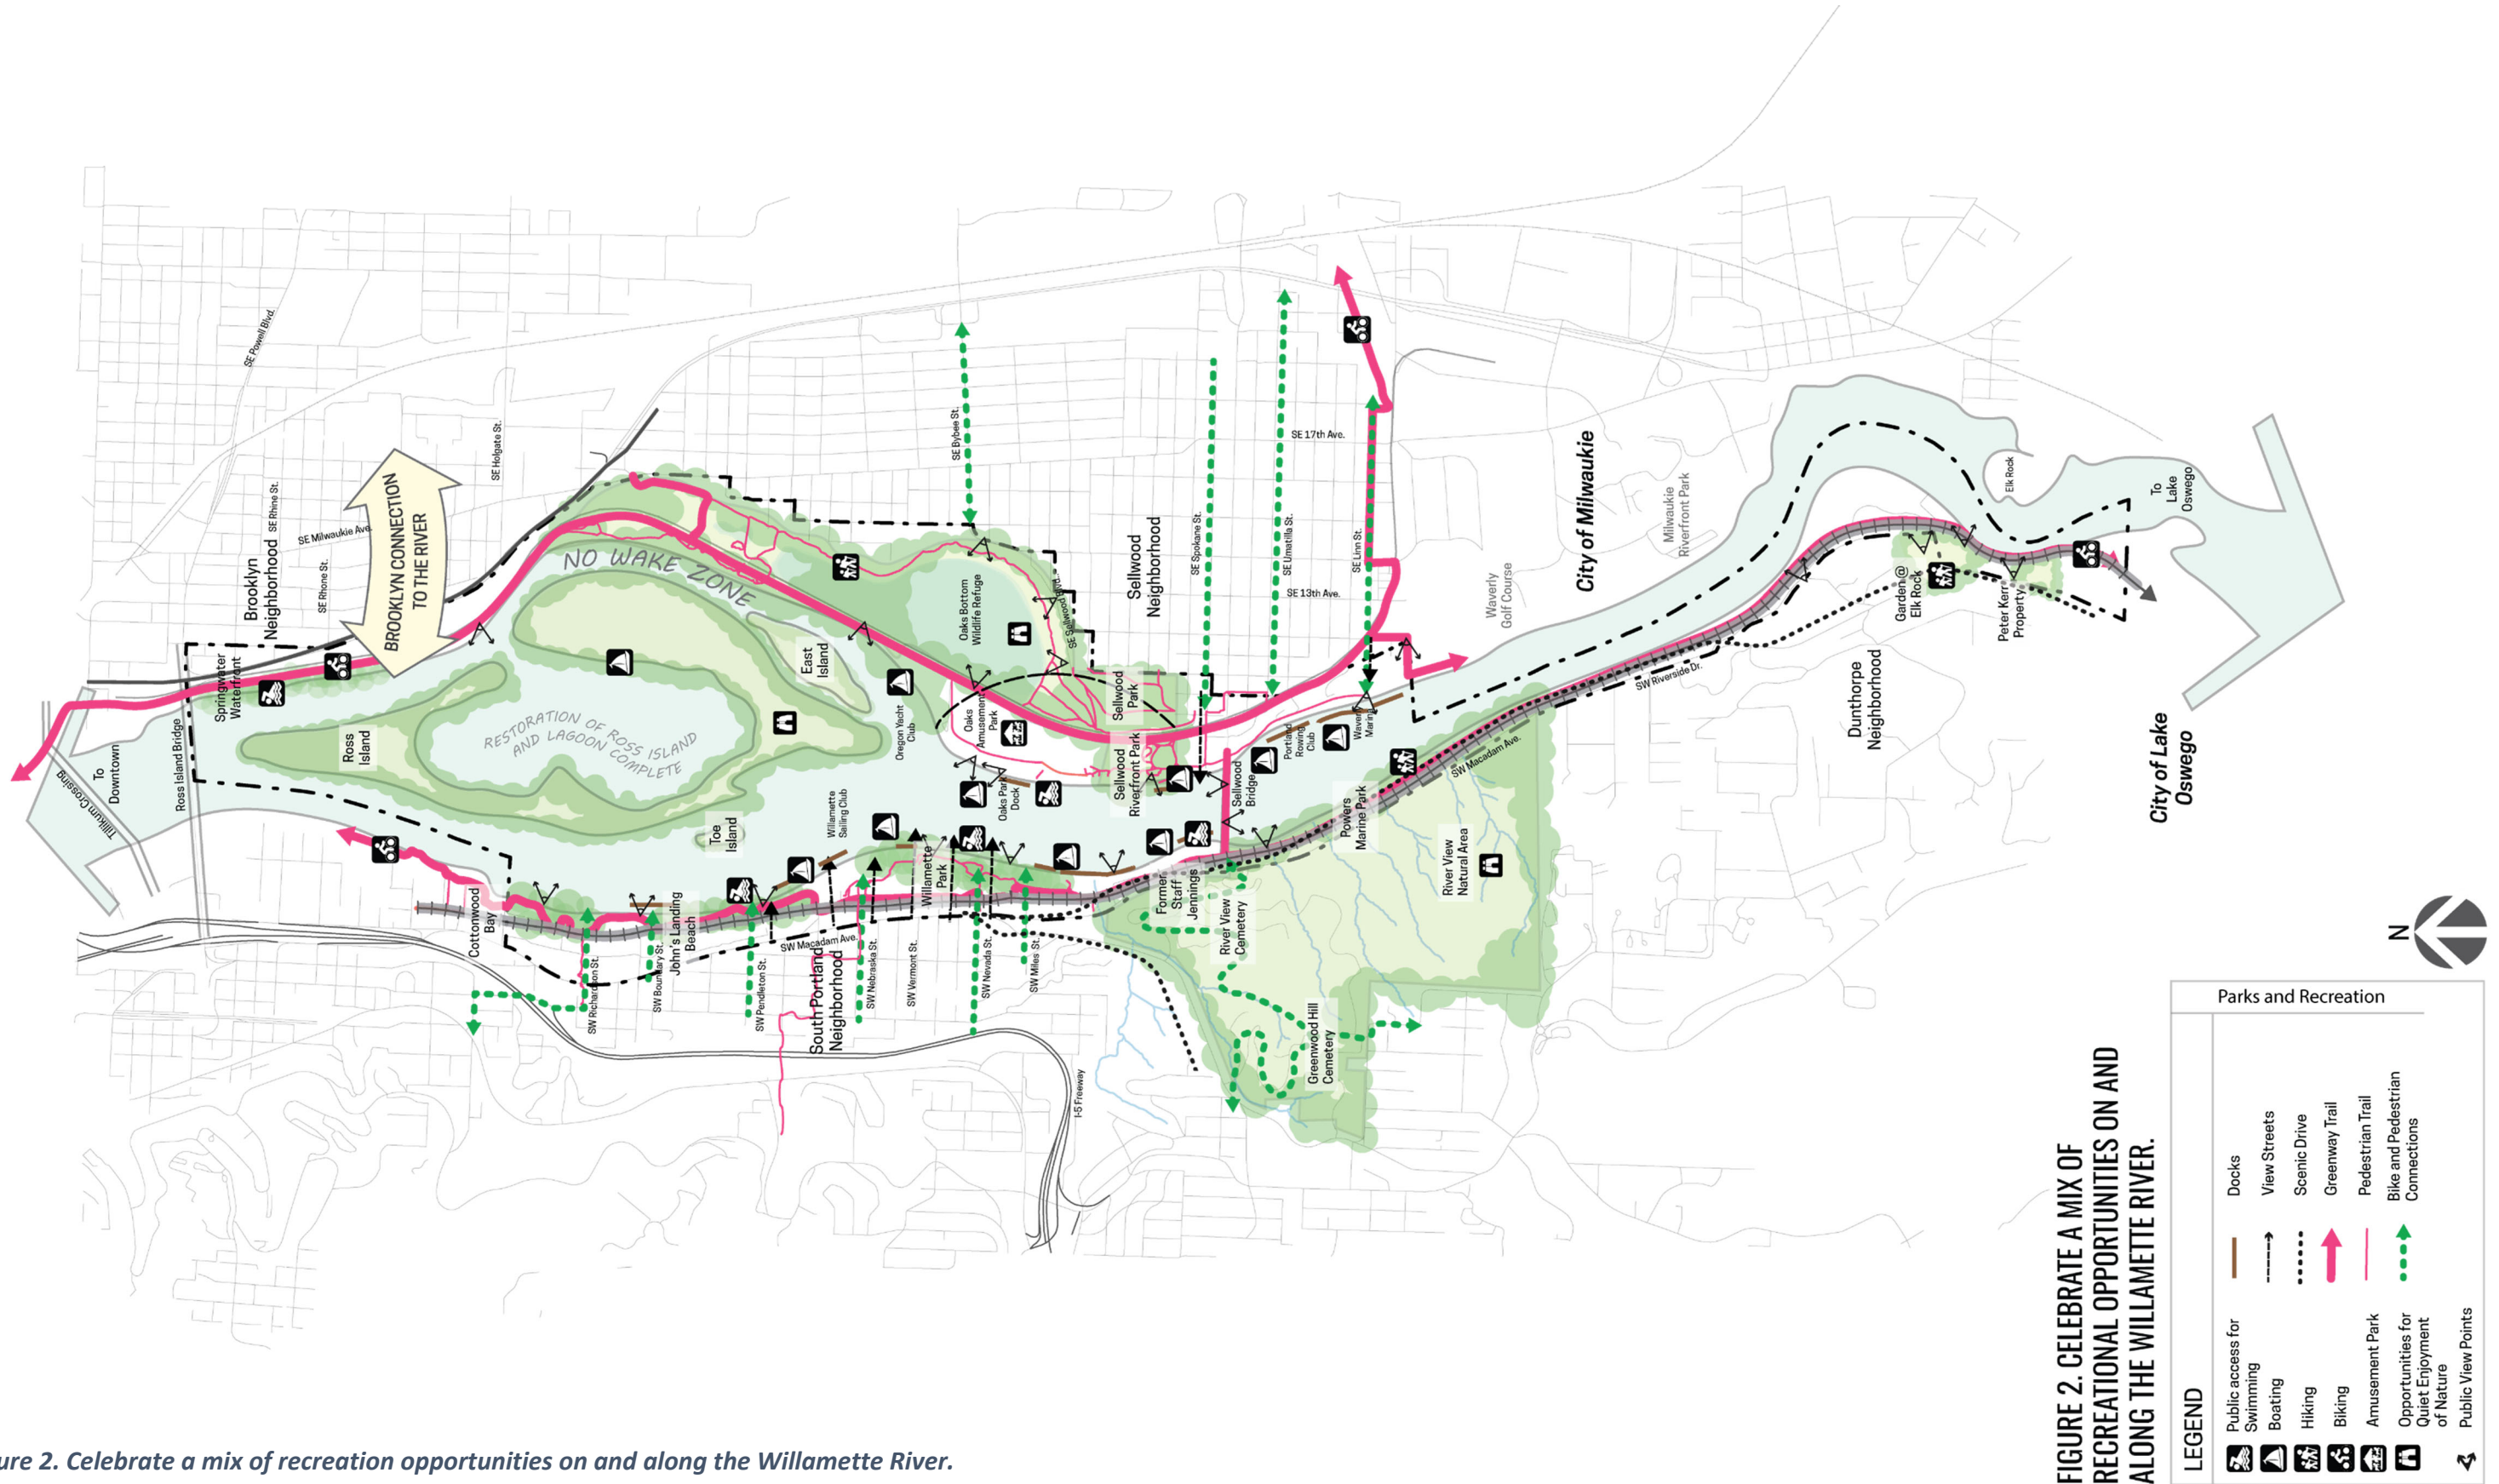 Tillikum Crossing
To
Downtown
Ross Island Bridge
SE Powell Blvd.
Springwater
Waterfront
Brooklyn
Neighborhood
SE Rhine St.
SE Milwaukie Ave.
SE Rhone St.
BROOKLYN CONNECTION
TO THE RIVER
SE Holgate St.
NO WAKE ZONE
Ross
Island
RESTORATION OF ROSS ISLAND
AND LAGOON COMPLETE
East
Island
Toe
Island
Cottonwood
Bay
SW Richardson St.
SW Boundary St.
John's Landing
Beach
SW Pendleton St.
SW Macadam Ave.
South Portland
Neighborhood
Willamette
Sailing Club
SW Nebraska St.
SW Vermont St.
Willamette
Park
SW Nevada St.
SW Miles St.
I-5 Freeway
Oregon Yacht
Club
Oaks
Amusement
Park
Oaks Park
Dock
Oaks Bottom
Wildlife Refuge
SE Bybee St.
SE Sellwood Blvd.
Sellwood
Neighborhood
Sellwood
Park
Sellwood
Riverfront Park
SE Spokane St.
SE Umatilla St.
SE Linn St.
SE 17th Ave.
SE 13th Ave.
Sellwood
Bridge
Portland
Rowing
Club
Former
Staff
Jennings
River View
Cemetery
Greenwood Hill
Cemetery
Powers
Marine Park
River View
Natural Area
SW Macadam Ave.
Waverly
Golf Course
City of Milwaukie
Milwaukie
Riverfront Park
SW Riverside Dr.
Dunthorpe
Neighborhood
Garden @
Elk Rock
Peter Kerr
Property
Elk Rock
To
Lake
Oswego
City of Lake
Oswego
N
FIGURE 2. CELEBRATE A MIX OF
RECREATIONAL OPPORTUNITIES ON AND
ALONG THE WILLAMETTE RIVER.
LEGEND
Parks and Recreation
Public access for
Swimming
Boating
Hiking
Biking
Amusement Park
Opportunities for
Quiet Enjoyment
of Nature
Public View Points
Docks
View Streets
Scenic Drive
Greenway Trail
Pedestrian Trail
Bike and Pedestrian
Connections
ure 2. Celebrate a mix of recreation opportunities on and along the Willamette River.